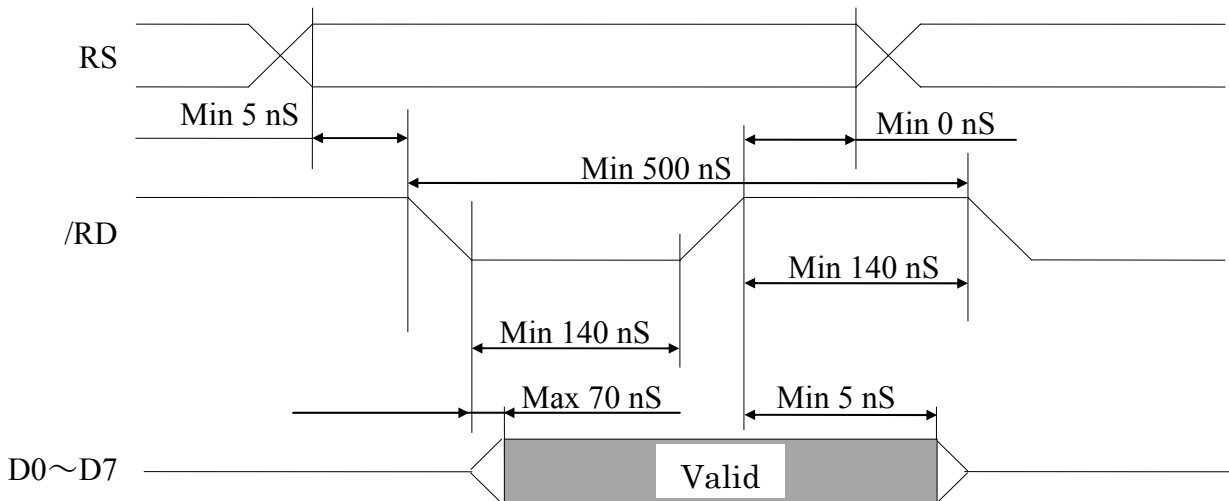 RS
Min 5 nS
Min 0 nS
Min 500 nS
/RD
Min 140 nS
Min 140 nS
Max 70 nS
Min 5 nS
D0～D7
Valid